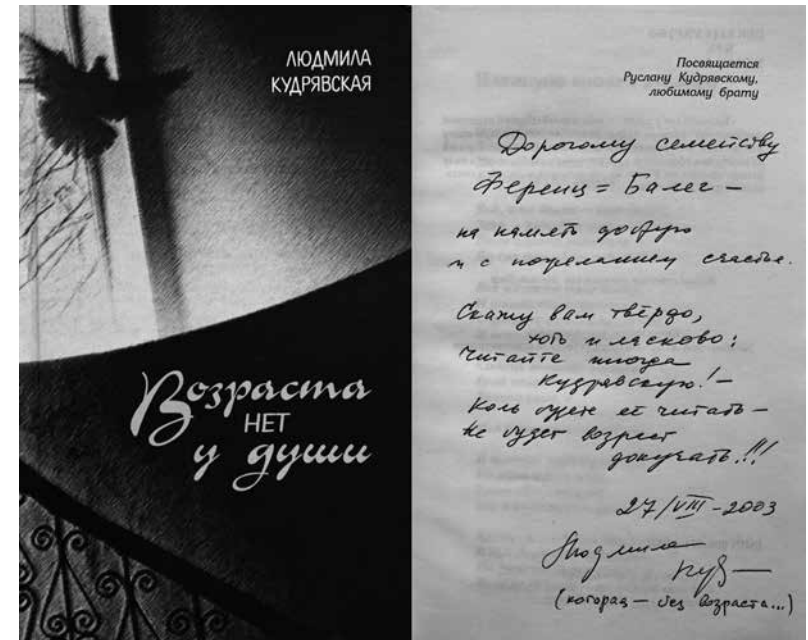 ЛЮДМИЛА
КУДРЯВСКАЯ
Возраста
НЕТ
у души
Посвящается
Руслану Кудрявскому,
любимому брату
Дорогому семейству
Ференц = Балег –
на память добрую
и с пожеланием счастья.
Скажу вам твёрдо,
хоть и ласково:
Читайте иногда
Кудрявскую! –
Коль будете её читать –
Не будет возраст
докучать!!!
27/VIII - 2003
Людмила
(которая – без возраста...)